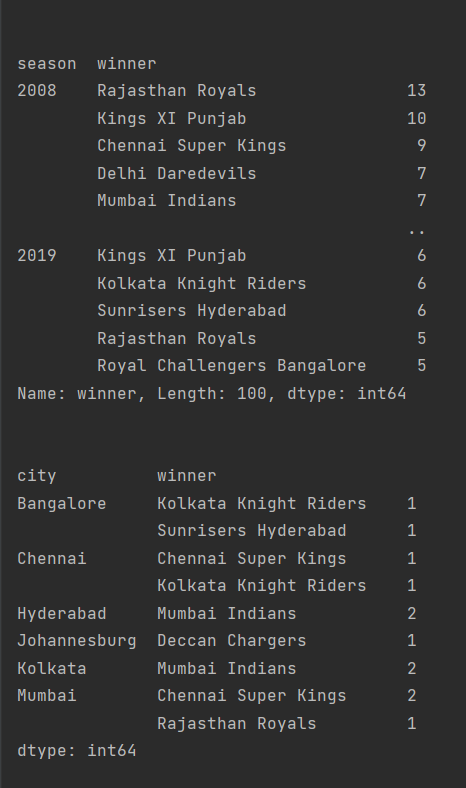 season  winner
2008    Rajasthan Royals               13
        Kings XI Punjab                10
        Chennai Super Kings             9
        Delhi Daredevils                7
        Mumbai Indians                  7
                                       ..
2019    Kings XI Punjab                 6
        Kolkata Knight Riders           6
        Sunrisers Hyderabad             6
        Rajasthan Royals                5
        Royal Challengers Bangalore     5
Name: winner, Length: 100, dtype: int64
city          winner
Bangalore     Kolkata Knight Riders    1
              Sunrisers Hyderabad      1
Chennai       Chennai Super Kings      1
              Kolkata Knight Riders    1
Hyderabad     Mumbai Indians           2
Johannesburg  Deccan Chargers          1
Kolkata       Mumbai Indians           2
Mumbai        Chennai Super Kings      2
              Rajasthan Royals         1
dtype: int64